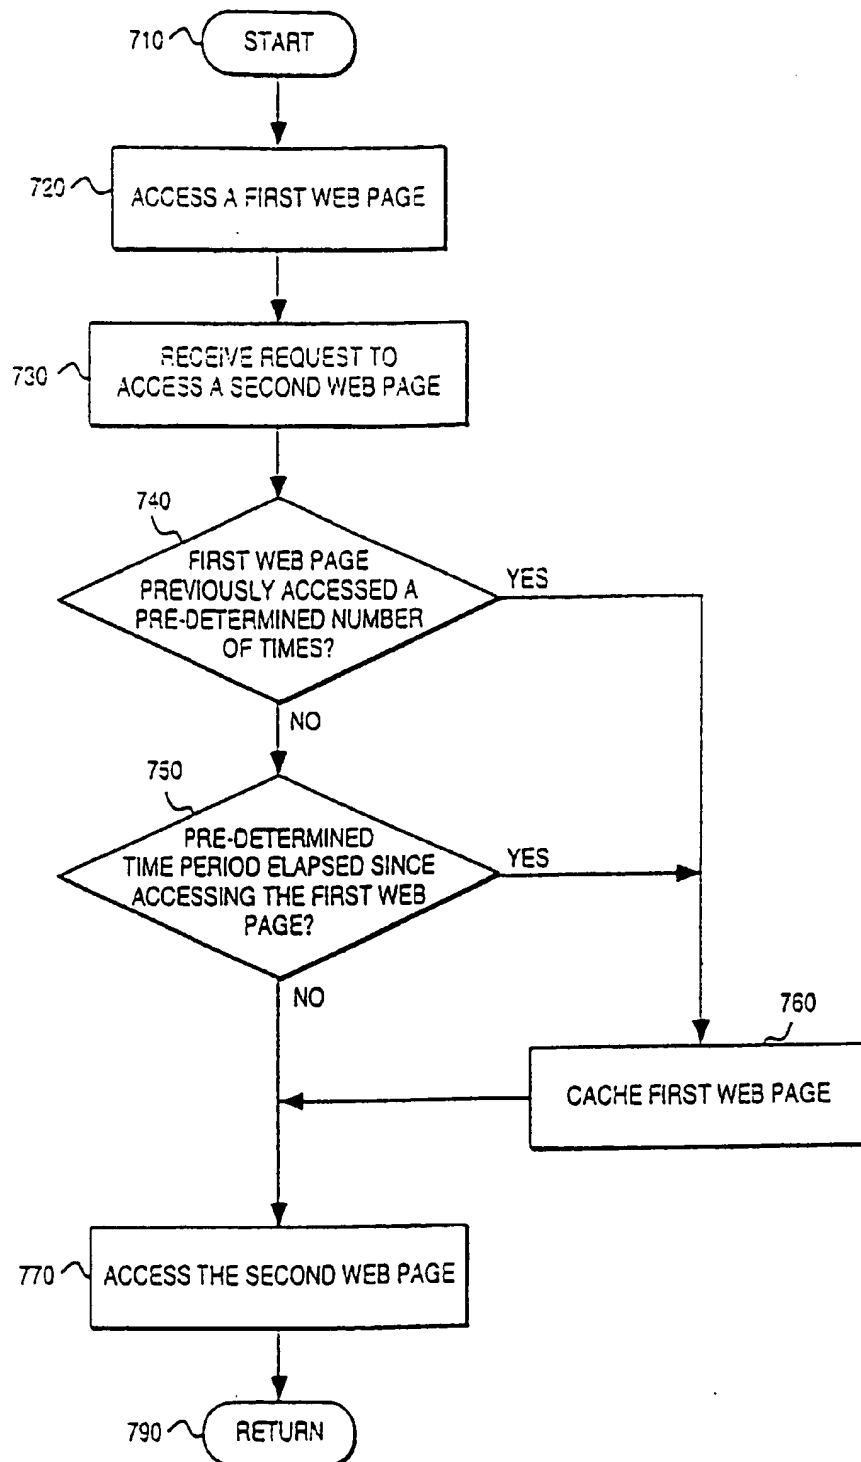 710
START
720
ACCESS A FIRST WEB PAGE
730
RECEIVE REQUEST TO
ACCESS A SECOND WEB PAGE
740
FIRST WEB PAGE
PREVIOUSLY ACCESSED A
PRE-DETERMINED NUMBER
OF TIMES?
YES
NO
750
PRE-DETERMINED
TIME PERIOD ELAPSED SINCE
ACCESSING THE FIRST WEB
PAGE?
YES
NO
760
CACHE FIRST WEB PAGE
770
ACCESS THE SECOND WEB PAGE
790
RETURN